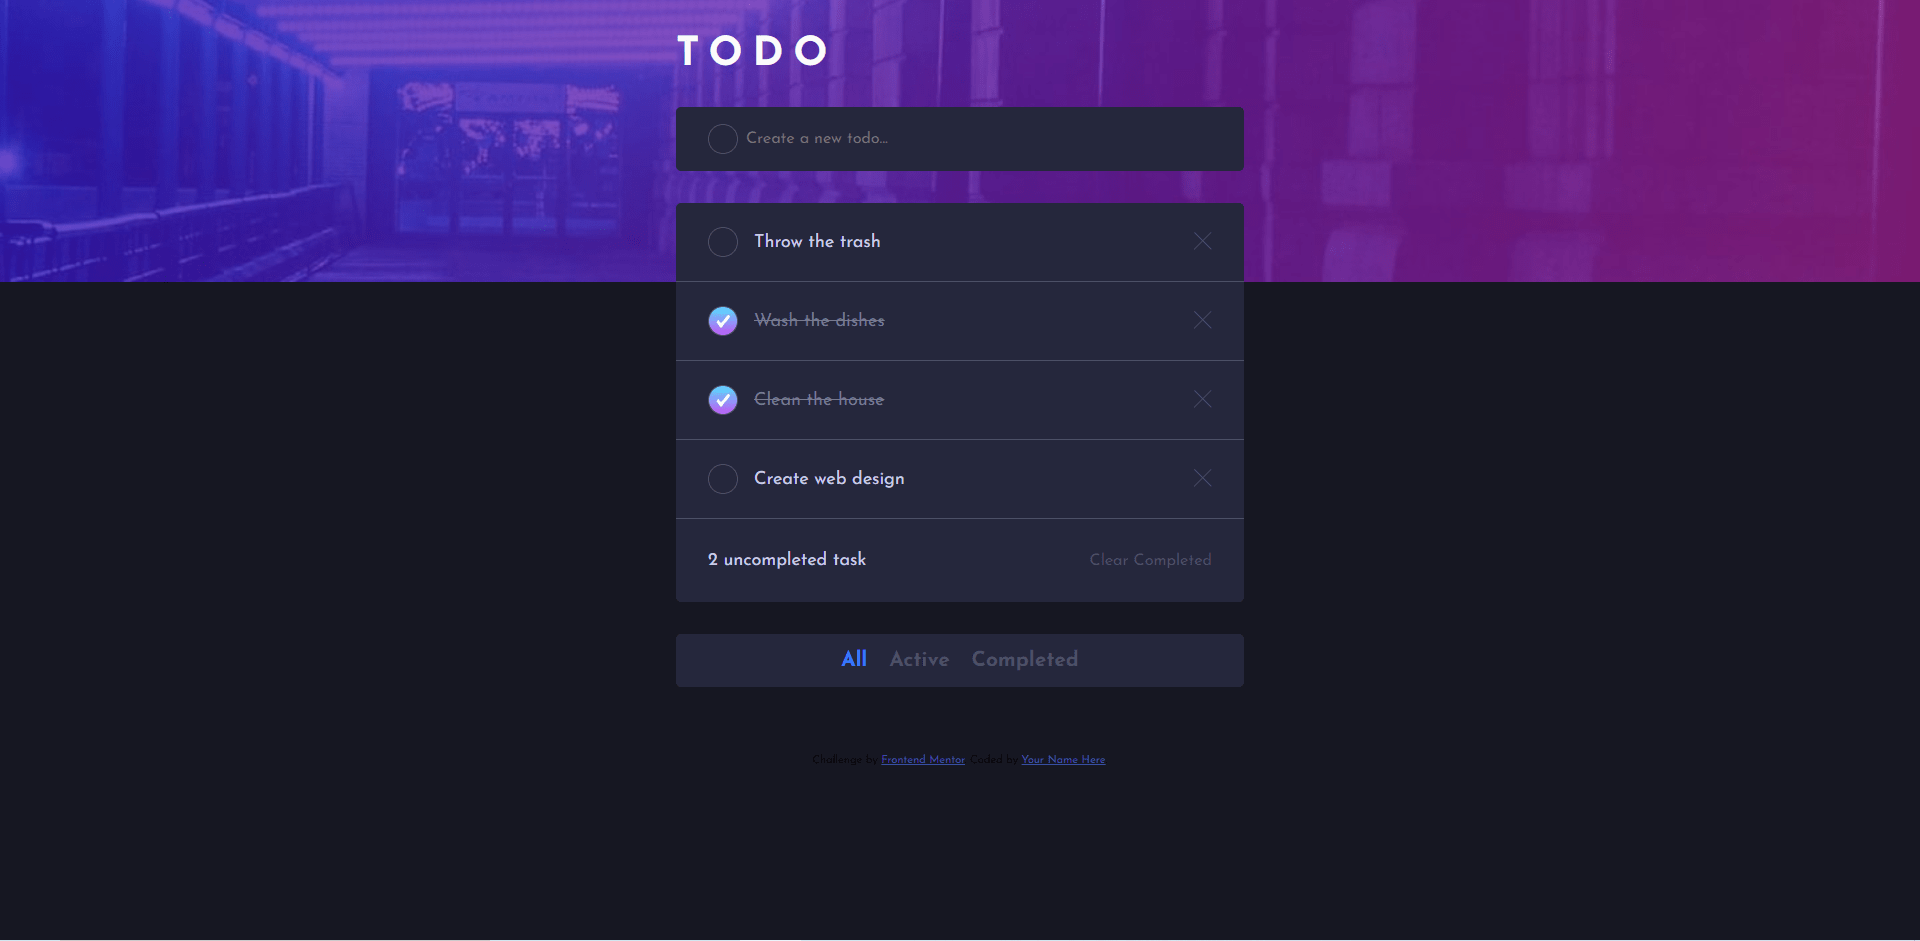 TODO
Create a new todo...
Throw the trash
Wash the dishes
Clean the house
Create web design
2 uncompleted task Clear Completed
All Active Completed
Challenge by Frontend Mentor. Coded by Your Name Here.